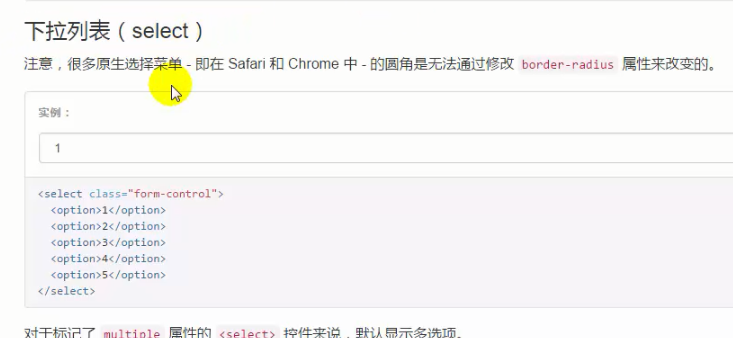 下拉列表（select）
注意，很多原生选择菜单 - 即在 Safari 和 Chrome 中 - 的圆角是无法通过修改 border-radius 属性来改变的。
实例：
1
<select class="form-control">
  <option>1</option>
  <option>2</option>
  <option>3</option>
  <option>4</option>
  <option>5</option>
</select>
对于标记了 multiple 属性的 <select> 控件来说，默认显示多选项。